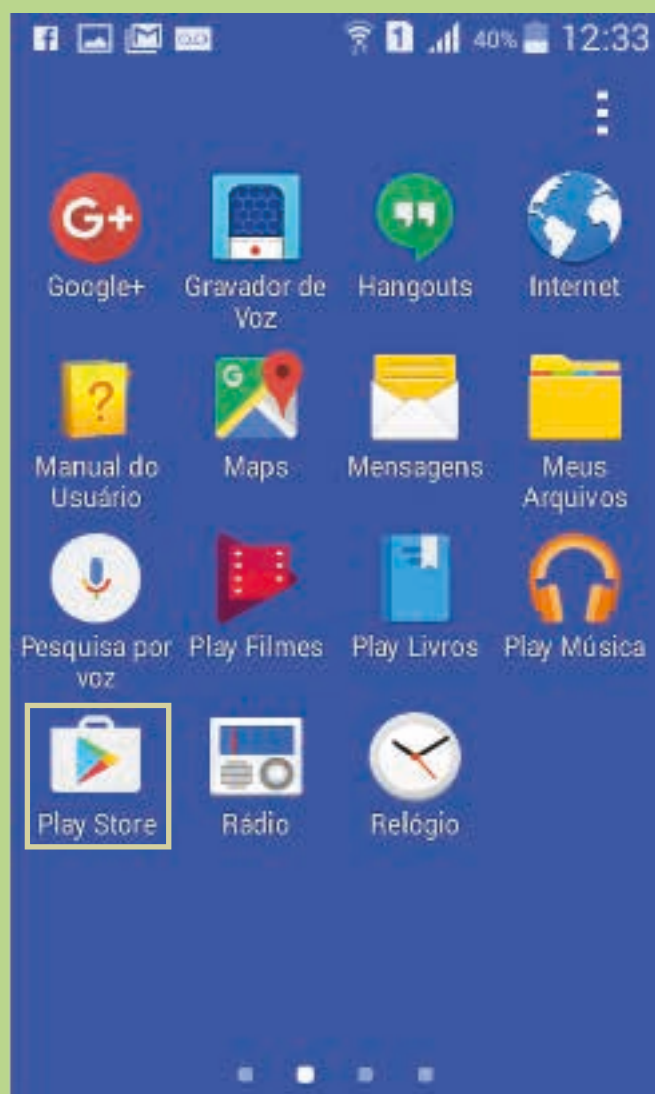 1 40% 12:33
G+
Google+ Gravador de Voz Hangouts Internet
?
G
Manual do Usuário Maps Mensagens Meus Arquivos
Pesquisa por voz Play Filmes Play Livros Play Música
Play Store Rádio Relógio